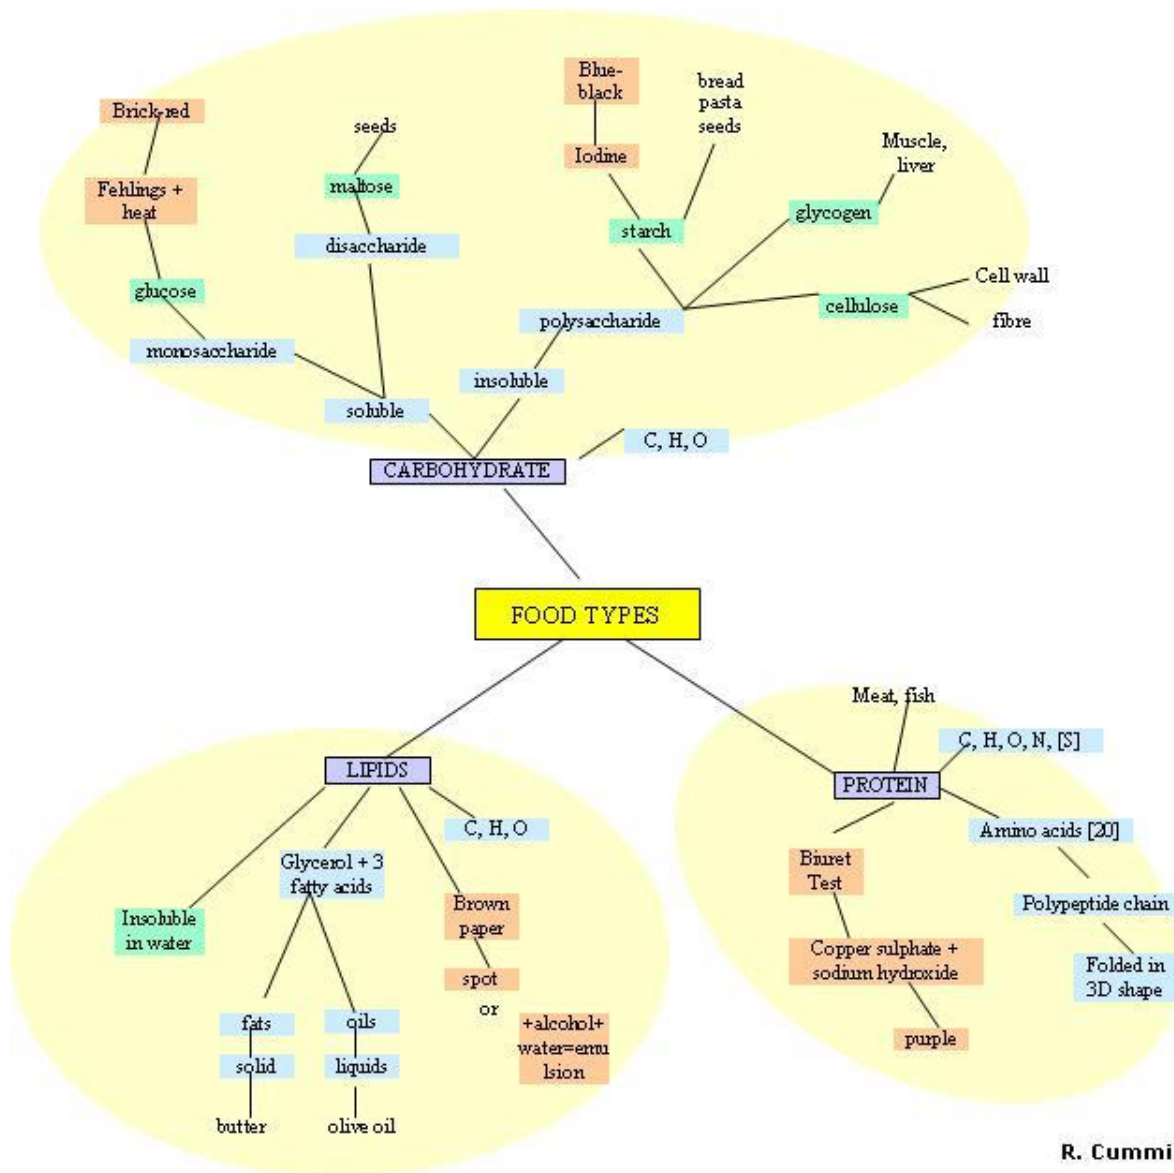 Blue-
black
bread
pasta
seeds
Brick-red
seeds
Iodine
Muscle,
liver
Fehlings +
heat
maltose
glycogen
starch
disaccharide
Cell wall
glucose
cellulose
fibre
polysaccharide
monosaccharide
insoluble
soluble
C, H, O
CARBOHYDRATE
FOOD TYPES
Meat, fish
C, H, O, N, [S]
LIPIDS
PROTEIN
C, H, O
Amino acids [20]
Glycerol + 3
fatty acids
Biuret
Test
Brown
paper
Polypeptide chain
Insoluble
in water
Copper sulphate +
sodium hydroxide
Folded in
3D shape
spot
or
fats
oils
+alcohol+
water=emu
lsion
purple
solid
liquids
butter
olive oil
R. Cummi